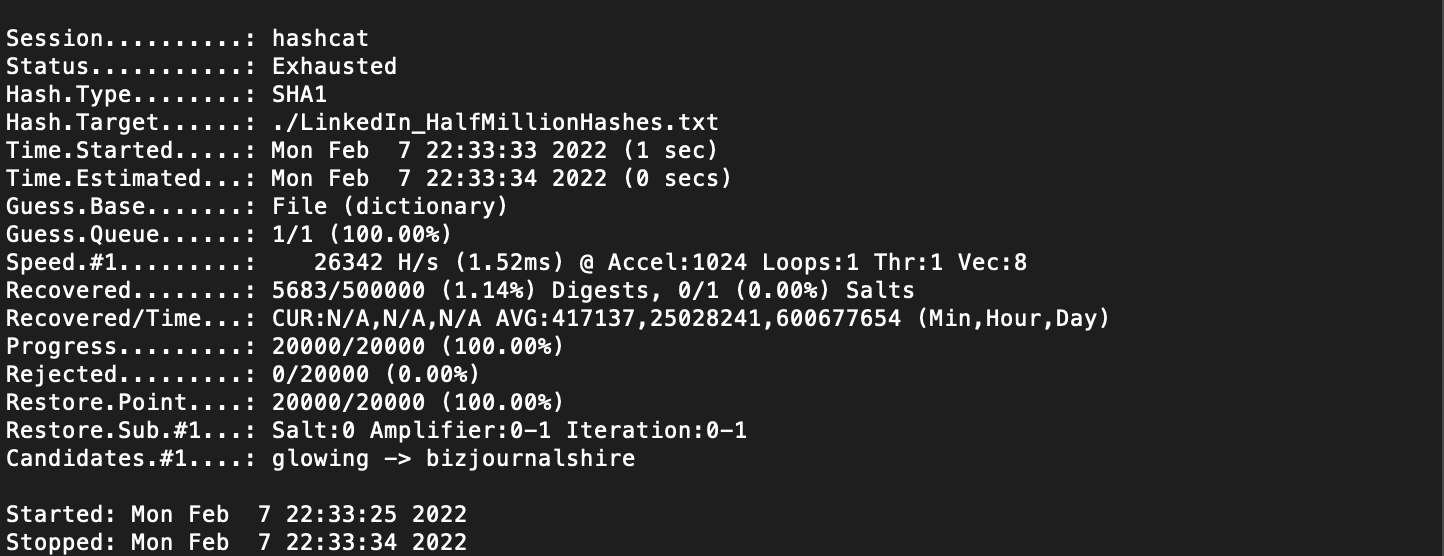 Session..........: hashcat
Status...........: Exhausted
Hash.Type........: SHA1
Hash.Target......: ./LinkedIn_HalfMillionHashes.txt
Time.Started.....: Mon Feb  7 22:33:33 2022 (1 sec)
Time.Estimated...: Mon Feb  7 22:33:34 2022 (0 secs)
Guess.Base.......: File (dictionary)
Guess.Queue......: 1/1 (100.00%)
Speed.#1.........:    26342 H/s (1.52ms) @ Accel:1024 Loops:1 Thr:1 Vec:8
Recovered........: 5683/500000 (1.14%) Digests, 0/1 (0.00%) Salts
Recovered/Time...: CUR:N/A,N/A,N/A AVG:417137,25028241,600677654 (Min,Hour,Day)
Progress.........: 20000/20000 (100.00%)
Rejected.........: 0/20000 (0.00%)
Restore.Point....: 20000/20000 (100.00%)
Restore.Sub.#1...: Salt:0 Amplifier:0-1 Iteration:0-1
Candidates.#1....: glowing -> bizjournalshire
Started: Mon Feb  7 22:33:25 2022
Stopped: Mon Feb  7 22:33:34 2022